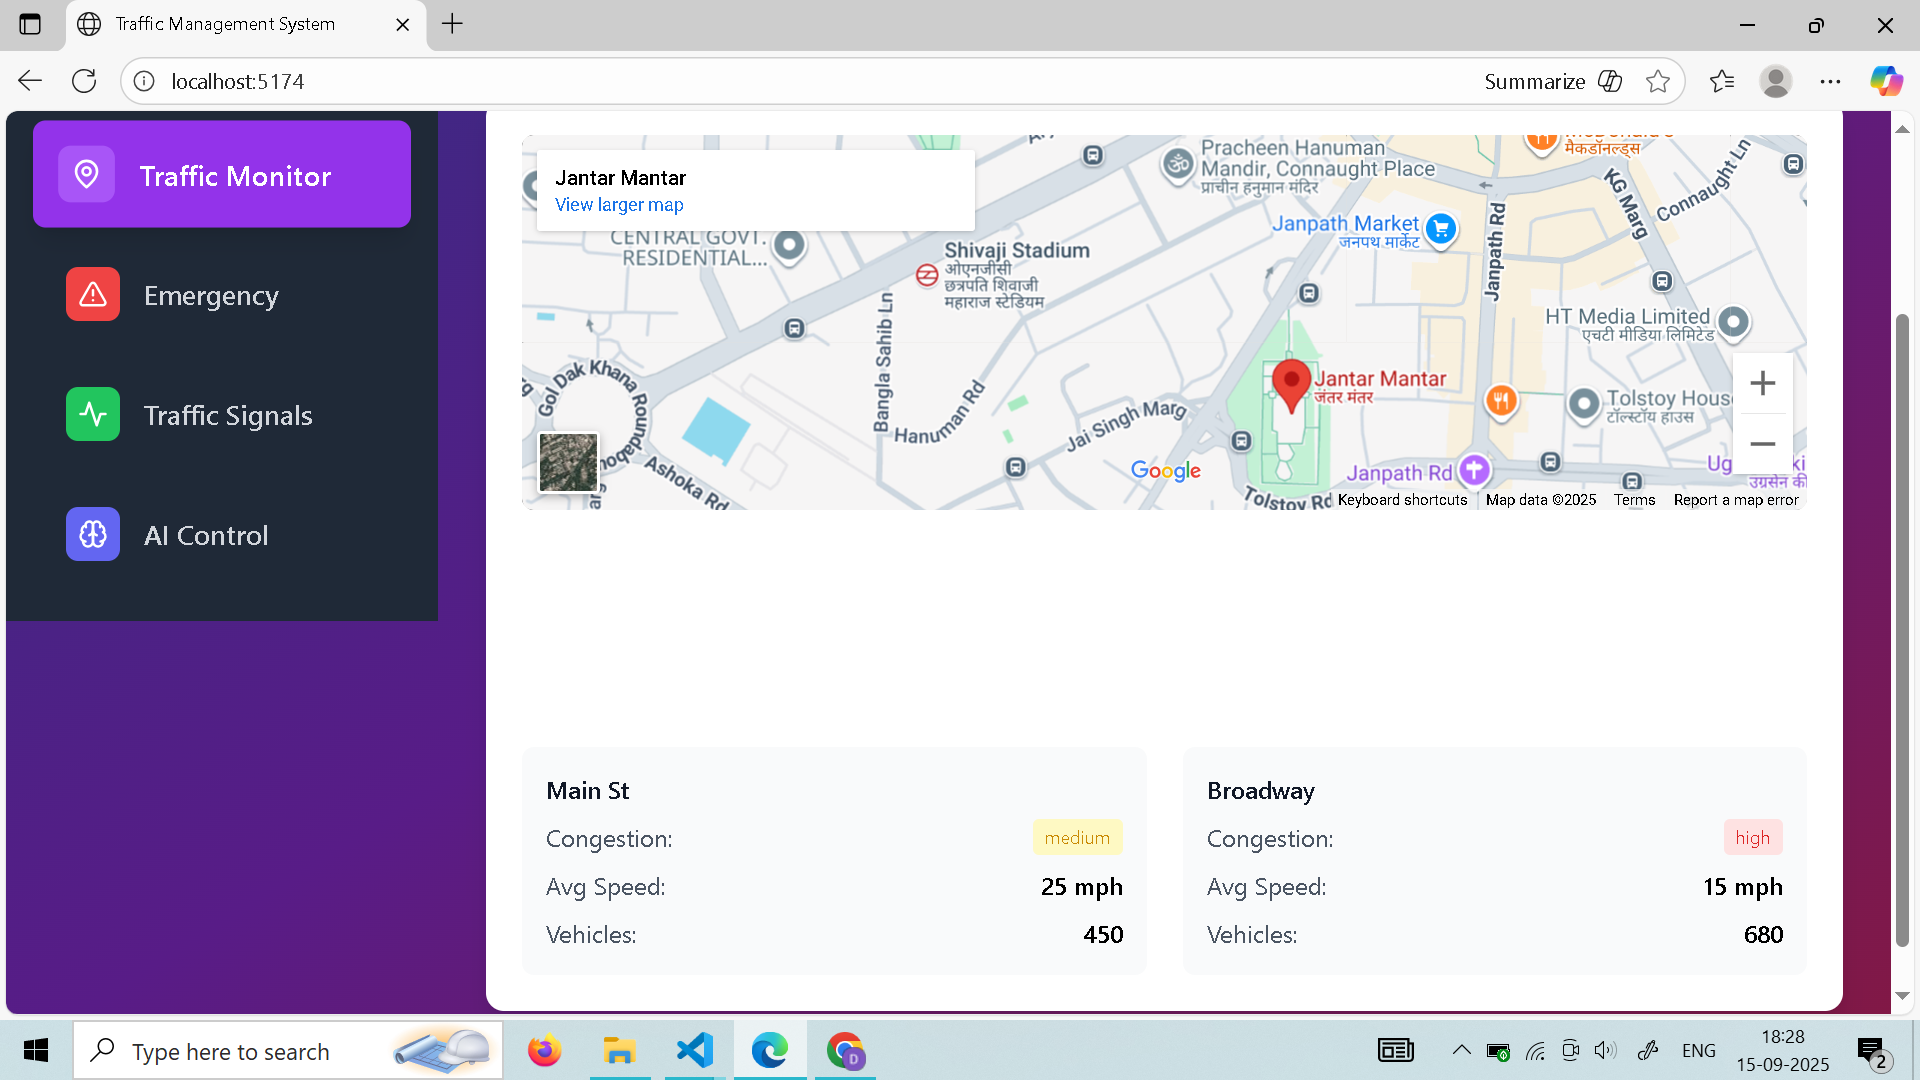 Traffic Management System
localhost:5174
Summarize
Traffic Monitor
Emergency
Traffic Signals
AI Control
Jantar Mantar
View larger map
Pracheen Hanuman
Mandir, Connaught Place
प्राचीन हनुमान मंदिर
मैकडॉनल्ड्स
KG Marg
Connaught Ln
Janpath Market
जनपथ मार्केट
Janpath Rd
CENTRAL GOVT.
RESIDENTIAL...
Shivaji Stadium
ओएनजीसी
छत्रपति शिवाजी
महाराज स्टेडियम
HT Media Limited
एचटी मीडिया लिमिटेड
Bangla Sahib Ln
Gol Dak Khana Roundabout
Hanuman Rd
Jai Singh Marg
Jantar Mantar
जंतर मंतर
Tolstoy House
टॉल्स्टॉय हाउस
Ashoka Rd
Google
Janpath Rd
Tolstoy Rd
Keyboard shortcuts
Map data ©2025
Terms
Report a map error
Main St
Congestion: medium
Avg Speed: 25 mph
Vehicles: 450
Broadway
Congestion: high
Avg Speed: 15 mph
Vehicles: 680
Type here to search
D
ENG
18:28
15-09-2025
2